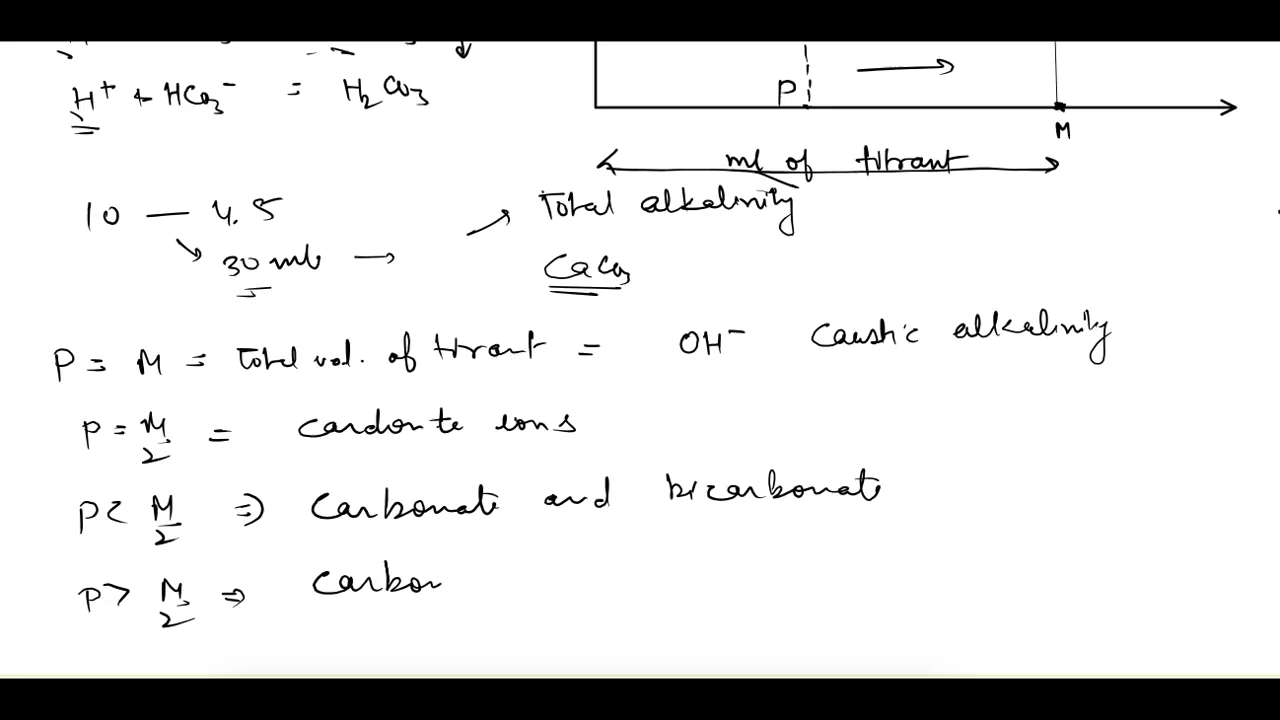 H⁺ + HCO₃⁻ = H₂CO₃
P
M
ml of titrant
10 — 4.5
→ Total alkalinity
↘ 30 mL →
CaCO₃
P = M = Total vol. of titrant = OH⁻ Caustic alkalinity
P = M/2 = carbonte ions
P < M/2 ⇒ Carbonate and bicarbonate
P > M/2 ⇒ Carbon